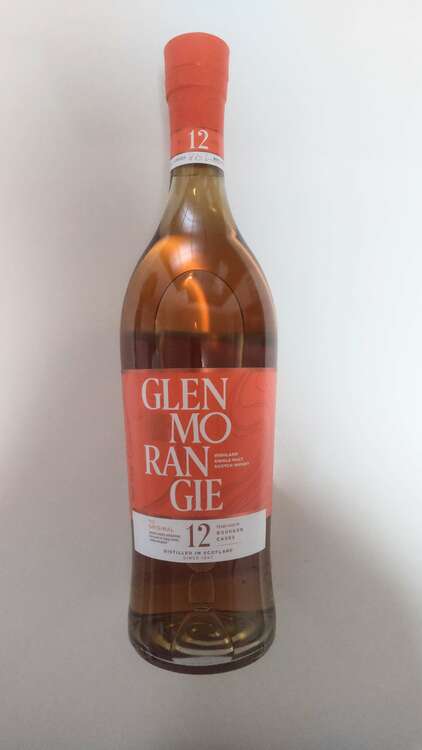 12
GLEN
MO
RAN
GIE
HIGHLAND
SINGLE MALT
SCOTCH WHISKY
THE
ORIGINAL
12
YEARS OLD IN
BOURBON
CASKS
DISTILLED IN SCOTLAND
SINCE 1843